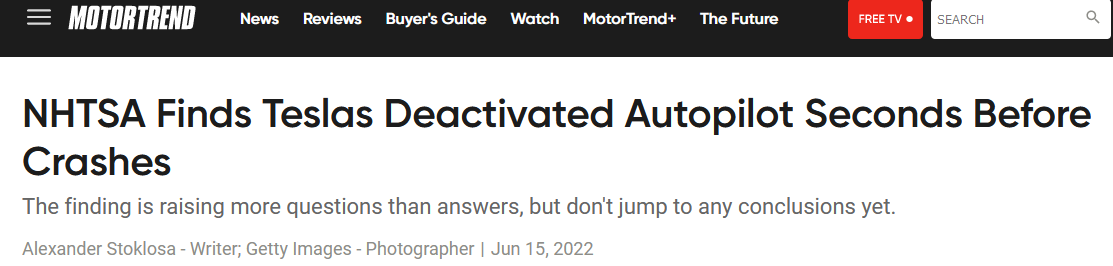 MOTORTREND News Reviews Buyer's Guide Watch MotorTrend+ The Future FREE TV SEARCH
NHTSA Finds Teslas Deactivated Autopilot Seconds Before
Crashes
The finding is raising more questions than answers, but don't jump to any conclusions yet.
Alexander Stoklosa - Writer; Getty Images - Photographer | Jun 15, 2022